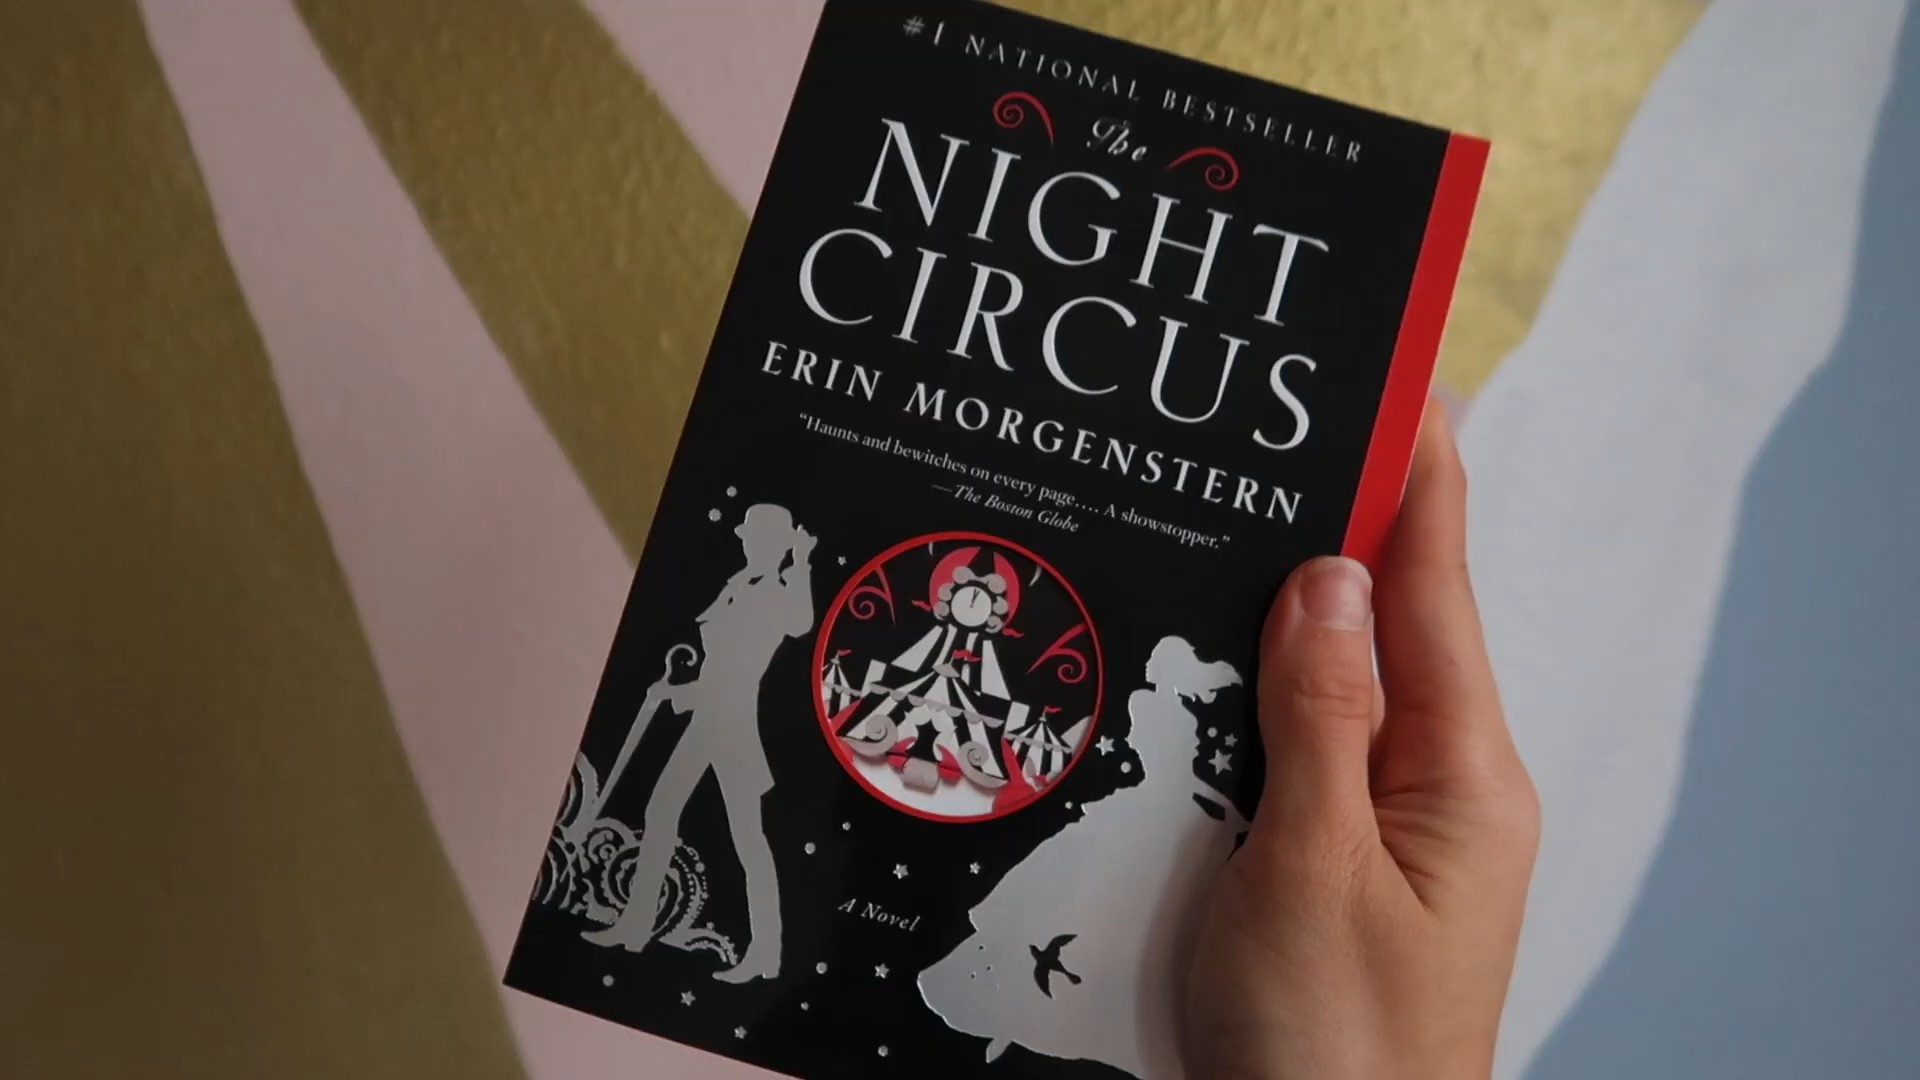 #1 NATIONAL BESTSELLER
The
NIGHT
CIRCUS
ERIN MORGENSTERN
“Haunts and bewitches on every page.... A showstopper.”
—The Boston Globe
A Novel